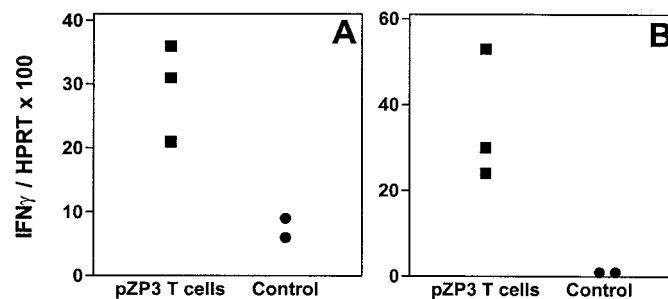 A
B
IFNγ / HPRT x 100
40
30
20
10
0
pZP3 T cells
Control
60
40
20
0
pZP3 T cells
Control